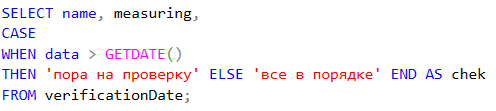 SELECT name, measuring,
CASE
WHEN data > GETDATE()
THEN 'пора на проверку' ELSE 'все в порядке' END AS chek
FROM verificationDate;